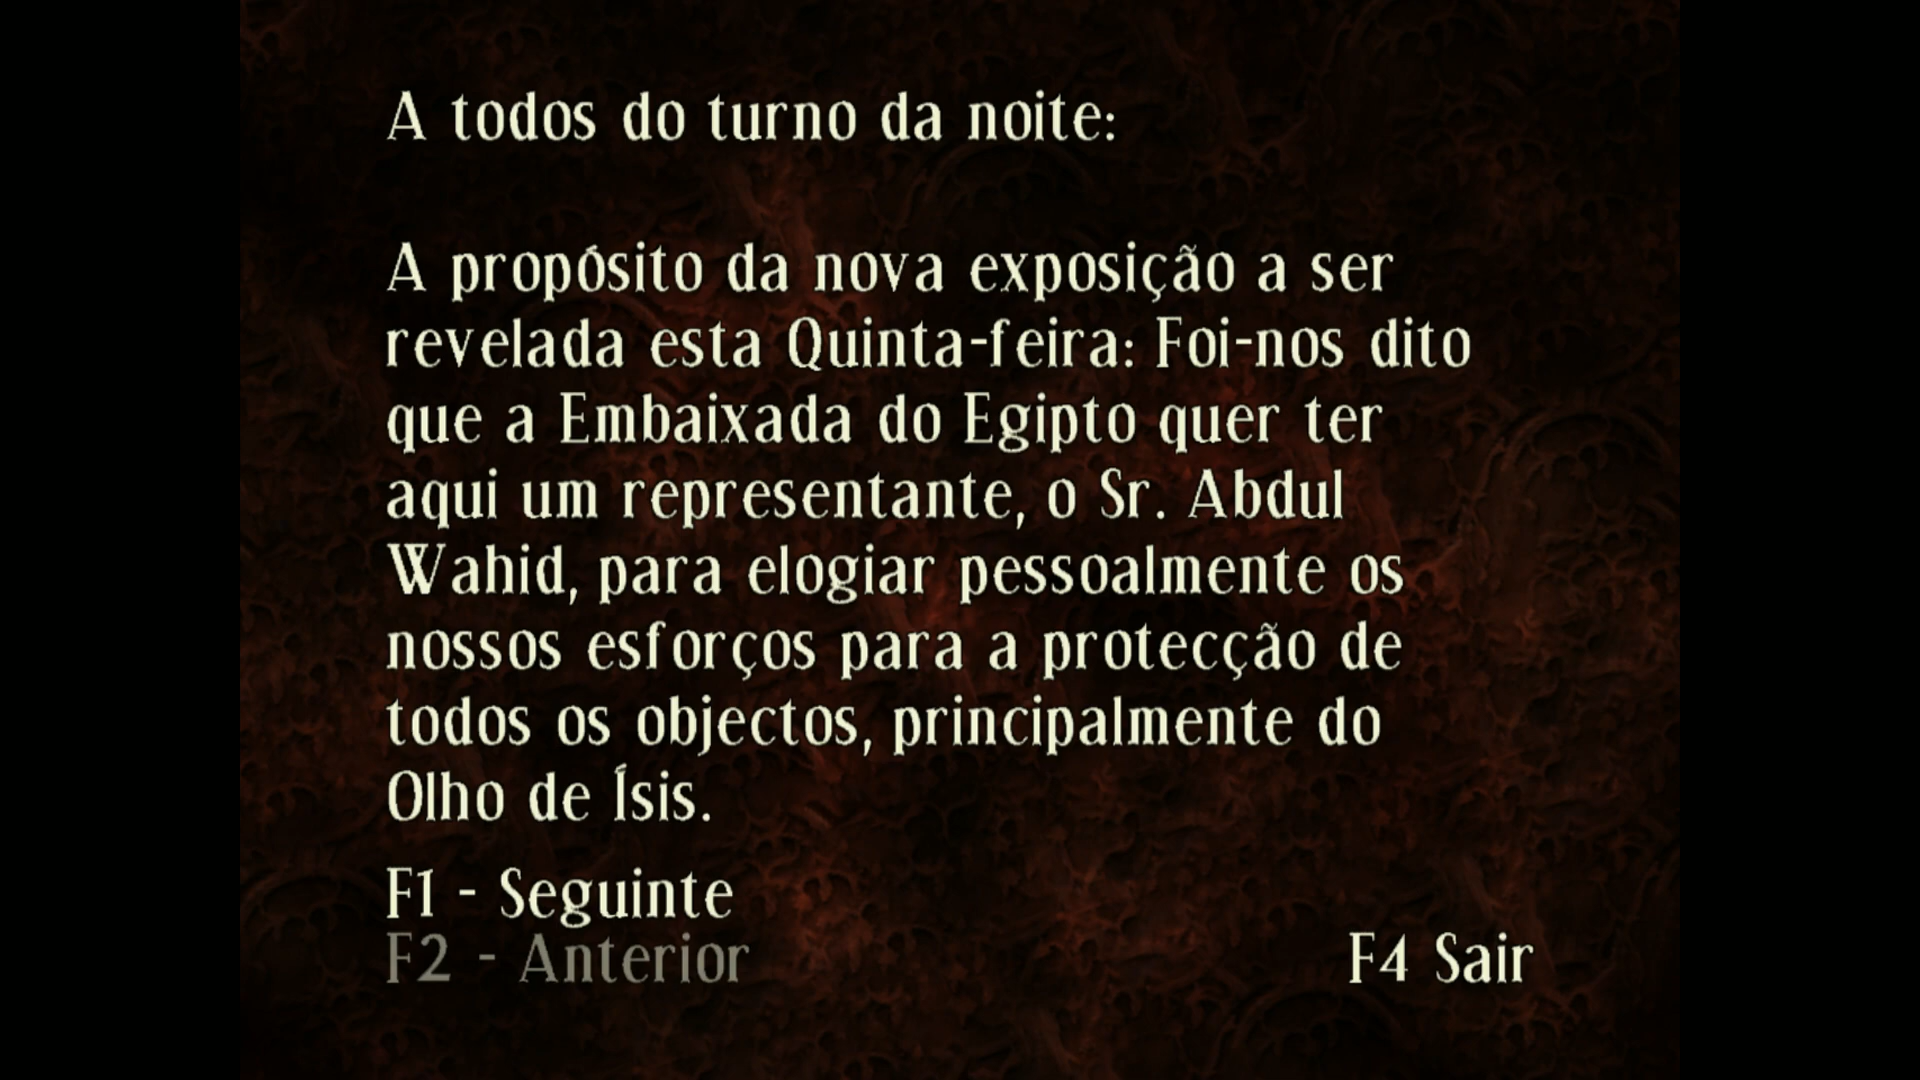 A todos do turno da noite:
A propósito da nova exposição a ser
revelada esta Quinta-feira: Foi-nos dito
que a Embaixada do Egipto quer ter
aqui um representante, o Sr. Abdul
Wahid, para elogiar pessoalmente os
nossos esforços para a protecção de
todos os objectos, principalmente do
Olho de Ísis.
F1 - Seguinte
F2 - Anterior
F4 Sair